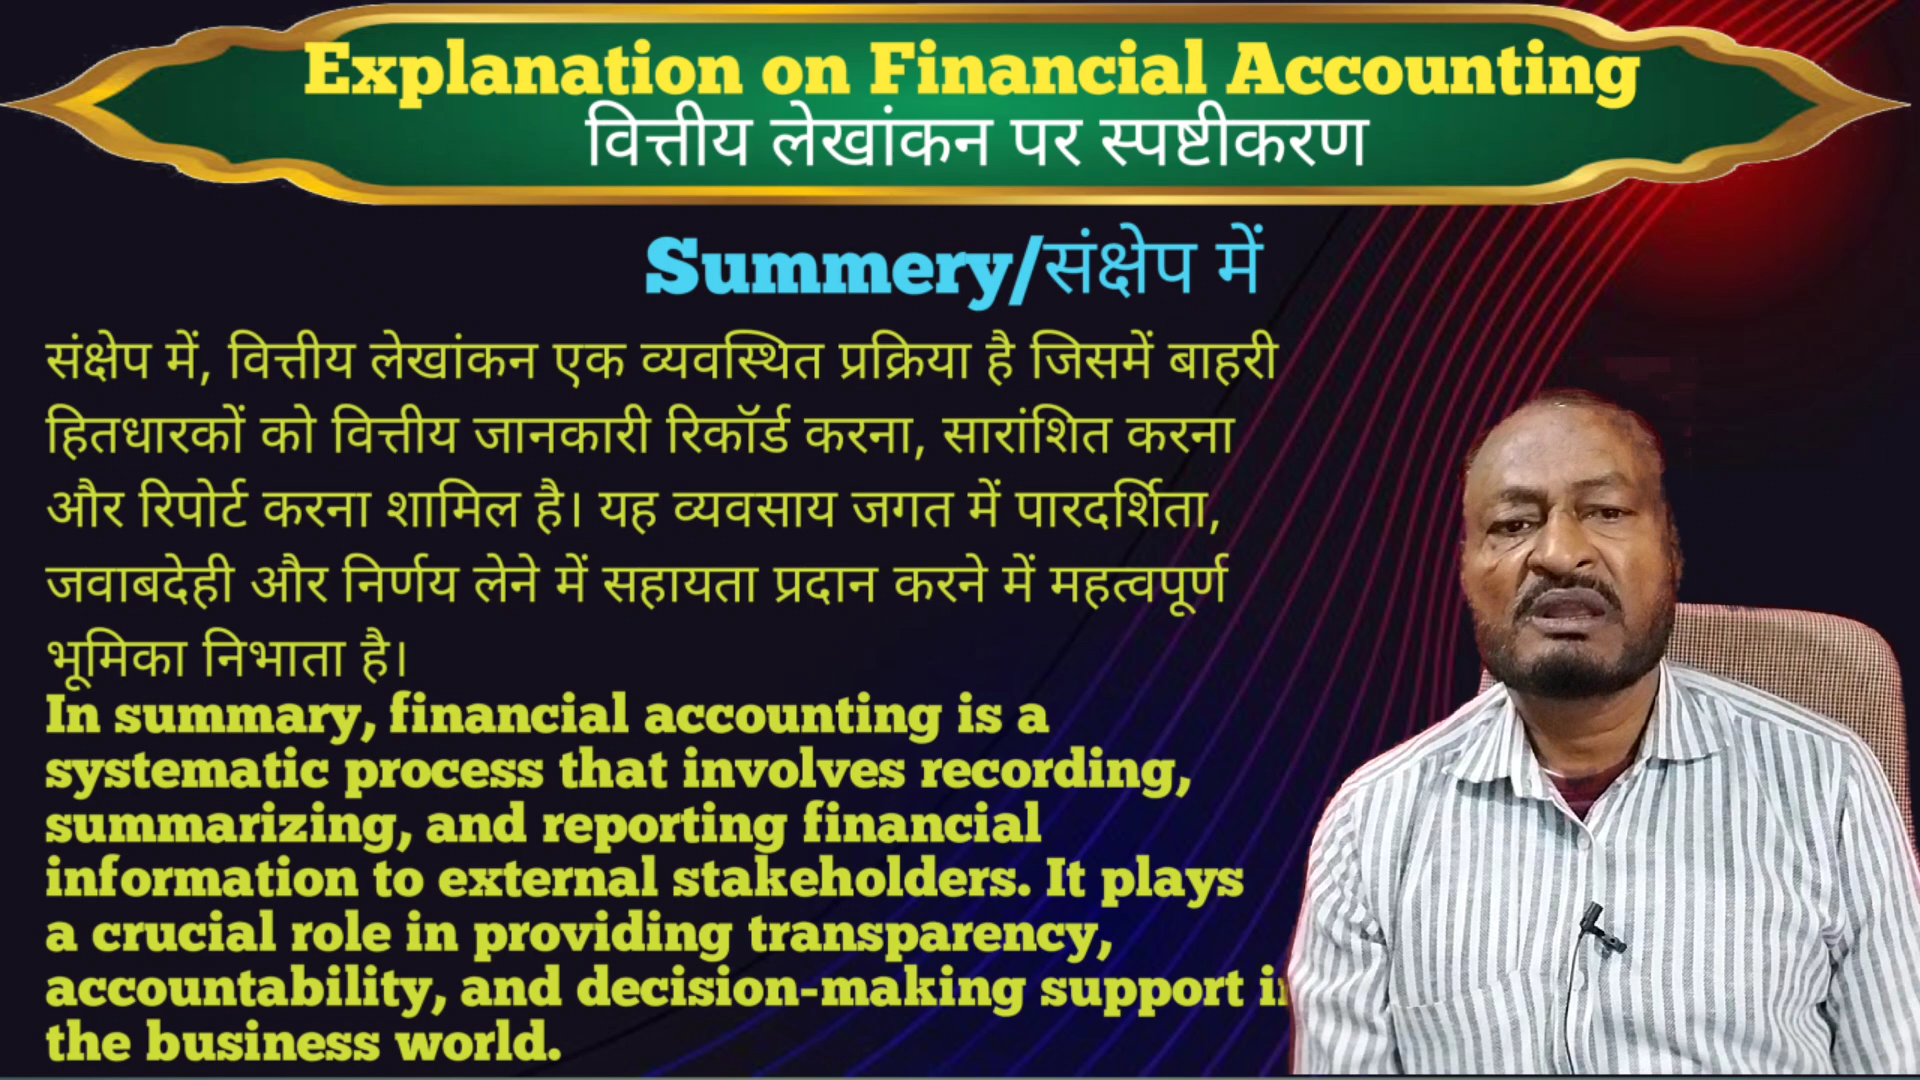 Explanation on Financial Accounting
वित्तीय लेखांकन पर स्पष्टीकरण
Summery/संक्षेप में
संक्षेप में, वित्तीय लेखांकन एक व्यवस्थित प्रक्रिया है जिसमें बाहरी
हितधारकों को वित्तीय जानकारी रिकॉर्ड करना, सारांशित करना
और रिपोर्ट करना शामिल है। यह व्यवसाय जगत में पारदर्शिता,
जवाबदेही और निर्णय लेने में सहायता प्रदान करने में महत्वपूर्ण
भूमिका निभाता है।
In summary, financial accounting is a
systematic process that involves recording,
summarizing, and reporting financial
information to external stakeholders. It plays
a crucial role in providing transparency,
accountability, and decision-making support in
the business world.